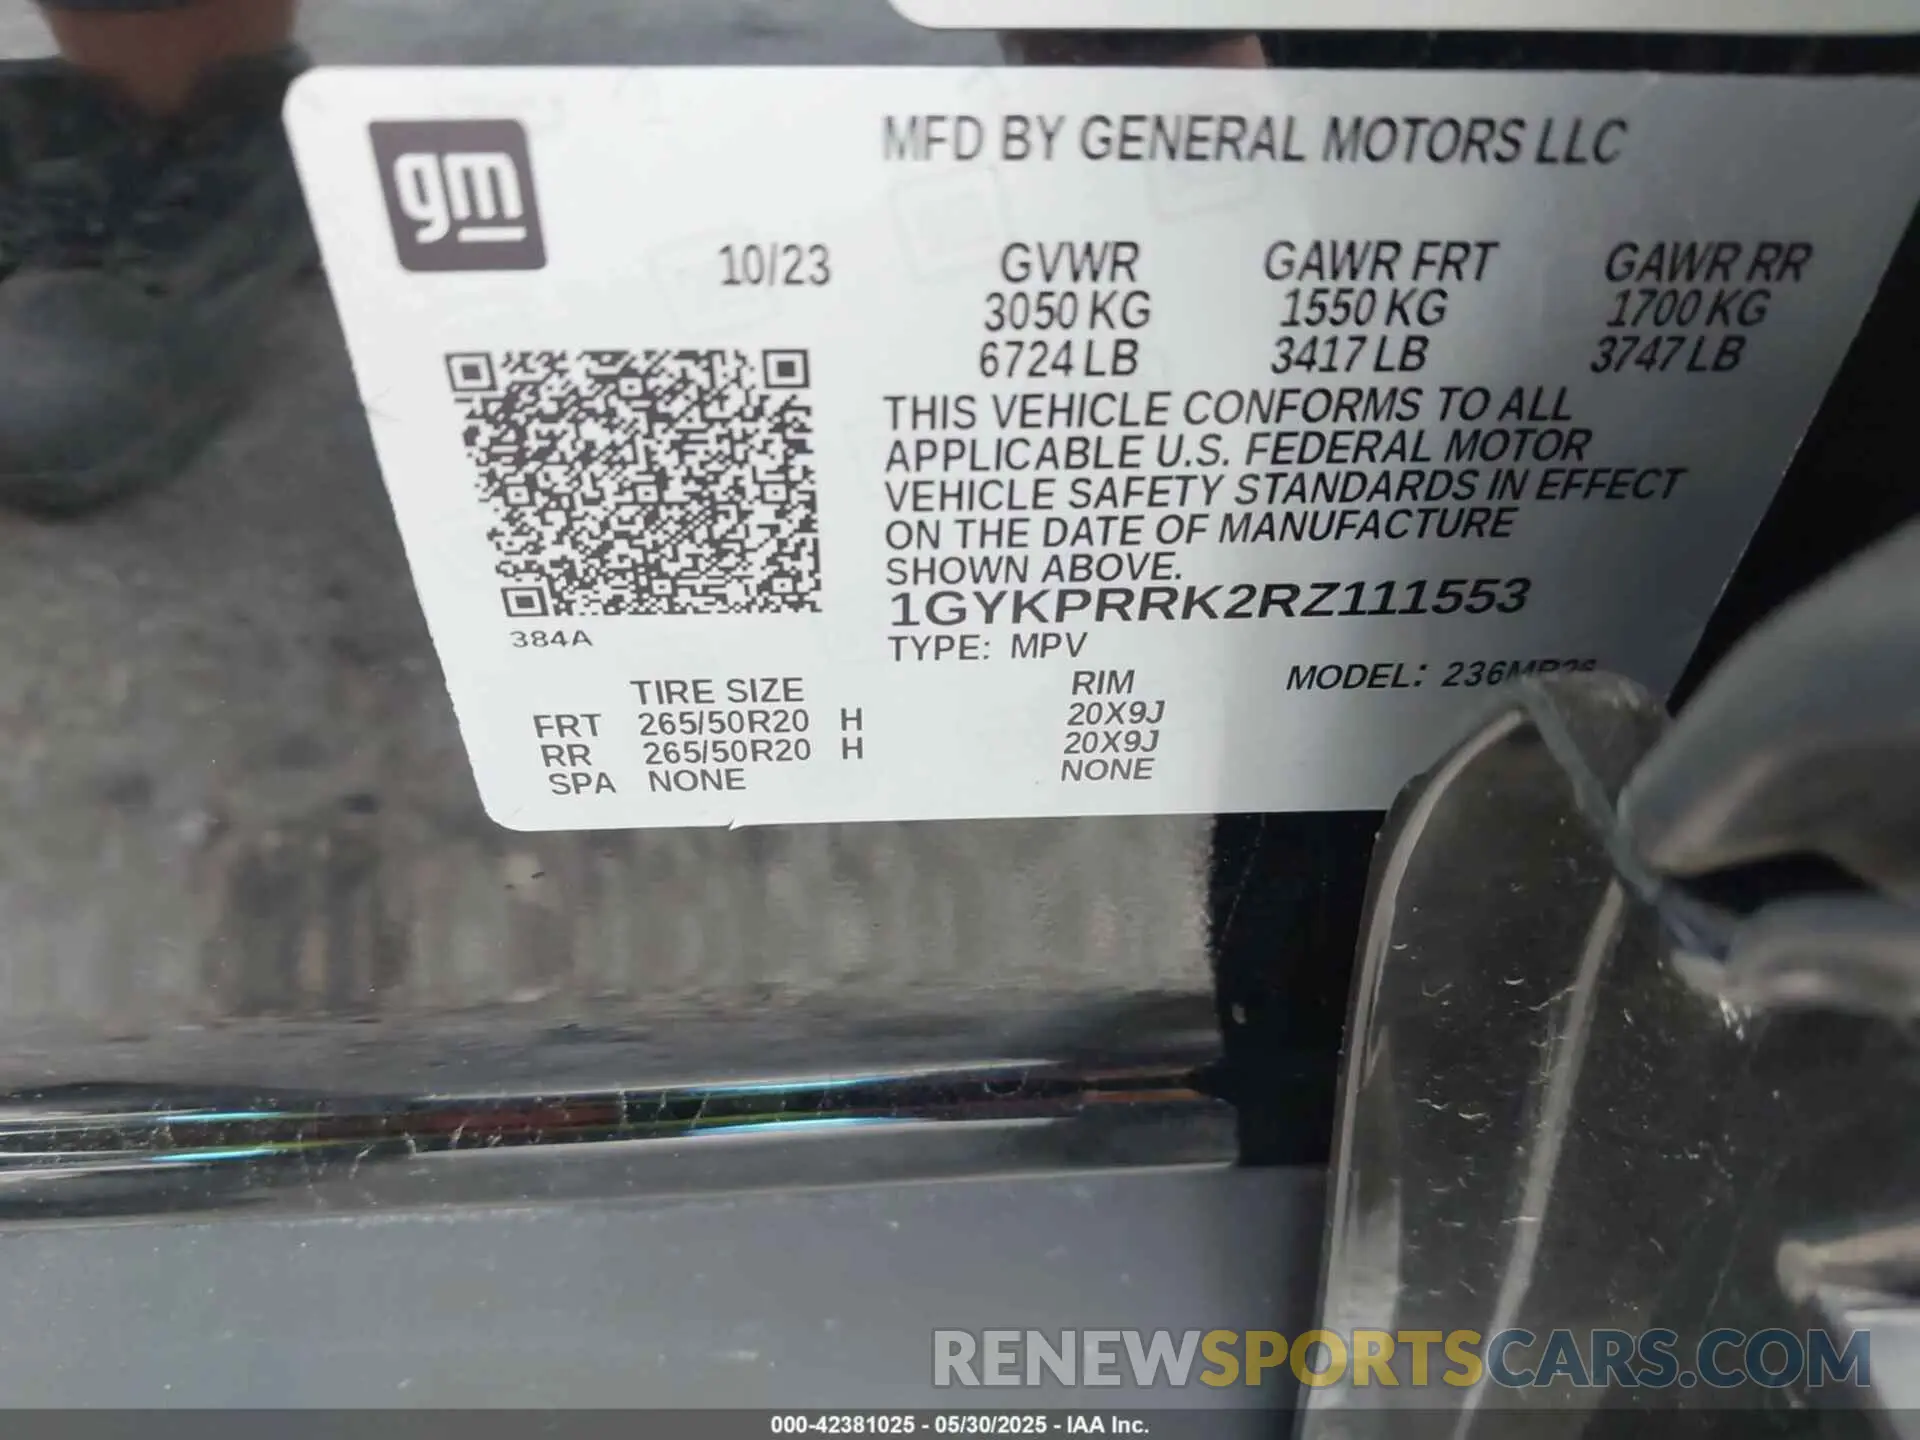 gm
MFD BY GENERAL MOTORS LLC
10/23
GVWR GAWR FRT GAWR RR
3050 KG 1550 KG 1700 KG
6724 LB 3417 LB 3747 LB
THIS VEHICLE CONFORMS TO ALL
APPLICABLE U.S. FEDERAL MOTOR
VEHICLE SAFETY STANDARDS IN EFFECT
ON THE DATE OF MANUFACTURE
SHOWN ABOVE.
1GYKPRRK2RZ111553
384A
TYPE: MPV
MODEL:
TIRE SIZE RIM
FRT 265/50R20 H 20X9J
RR 265/50R20 H 20X9J
SPA NONE NONE
RENEWSPORTSCARS.COM
000-42381025 - 05/30/2025 - IAA Inc.